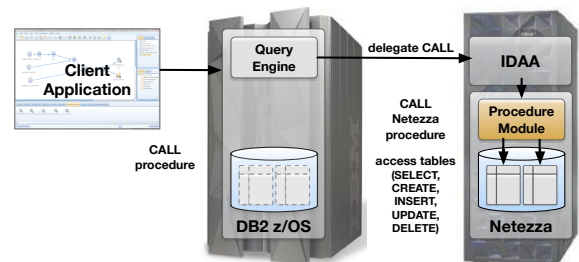 Client
Application
CALL
procedure
Query
Engine
DB2 z/OS
delegate CALL
CALL
Netezza
procedure
access tables
(SELECT,
CREATE,
INSERT,
UPDATE,
DELETE)
IDAA
Procedure
Module
Netezza